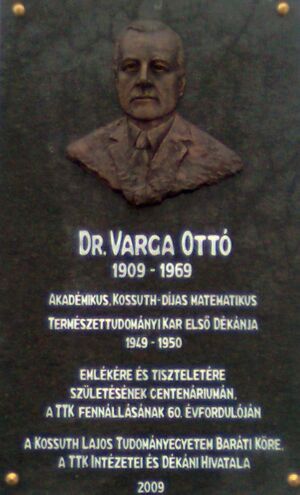 DR. VARGA OTTÓ
1909 - 1969
AKADÉMIKUS, KOSSUTH-DÍJAS MATEMATIKUS
TERMÉSZETTUDOMÁNYI KAR ELSŐ DÉKÁNJA
1949 - 1950
EMLÉKÉRE ÉS TISZTELETÉRE
SZÜLETÉSÉNEK CENTENÁRIUMÁN,
A TTK FENNÁLLÁSÁNAK 60. ÉVFORDULÓJÁN
A KOSSUTH LAJOS TUDOMÁNYEGYETEM BARÁTI KÖRE,
A TTK INTÉZETEI ÉS DÉKÁNI HIVATALA
2009